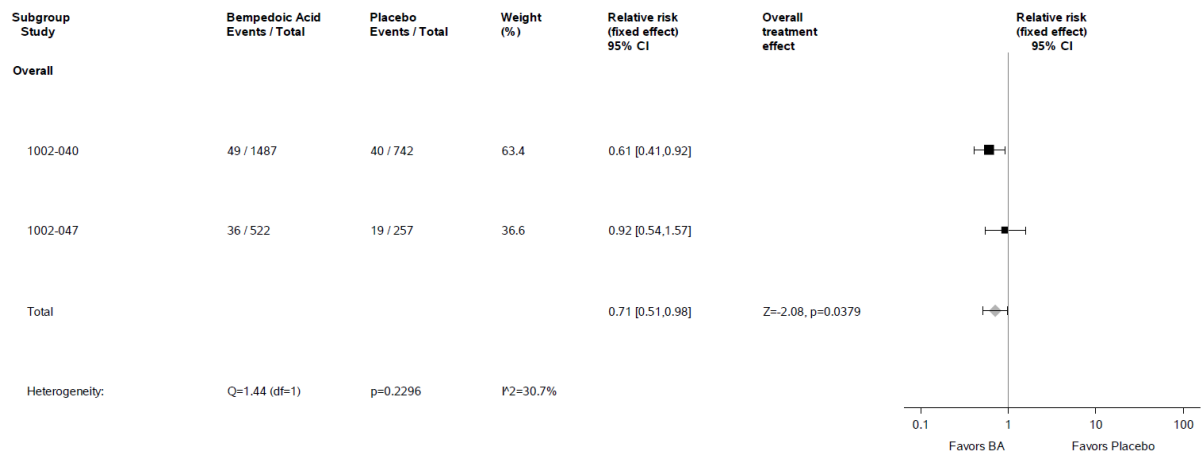 Subgroup Bempedoic Acid Placebo Weight Relative risk Overall Relative risk
Study Events / Total Events / Total (%) (fixed effect) treatment (fixed effect)
95% CI effect 95% CI
Overall
1002-040 49 / 1487 40 / 742 63.4 0.61 [0.41,0.92]
1002-047 36 / 522 19 / 257 36.6 0.92 [0.54,1.57]
Total 0.71 [0.51,0.98] Z=-2.08, p=0.0379
Heterogeneity: Q=1.44 (df=1) p=0.2296 I^2=30.7%
0.1 1 10 100
Favors BA Favors Placebo